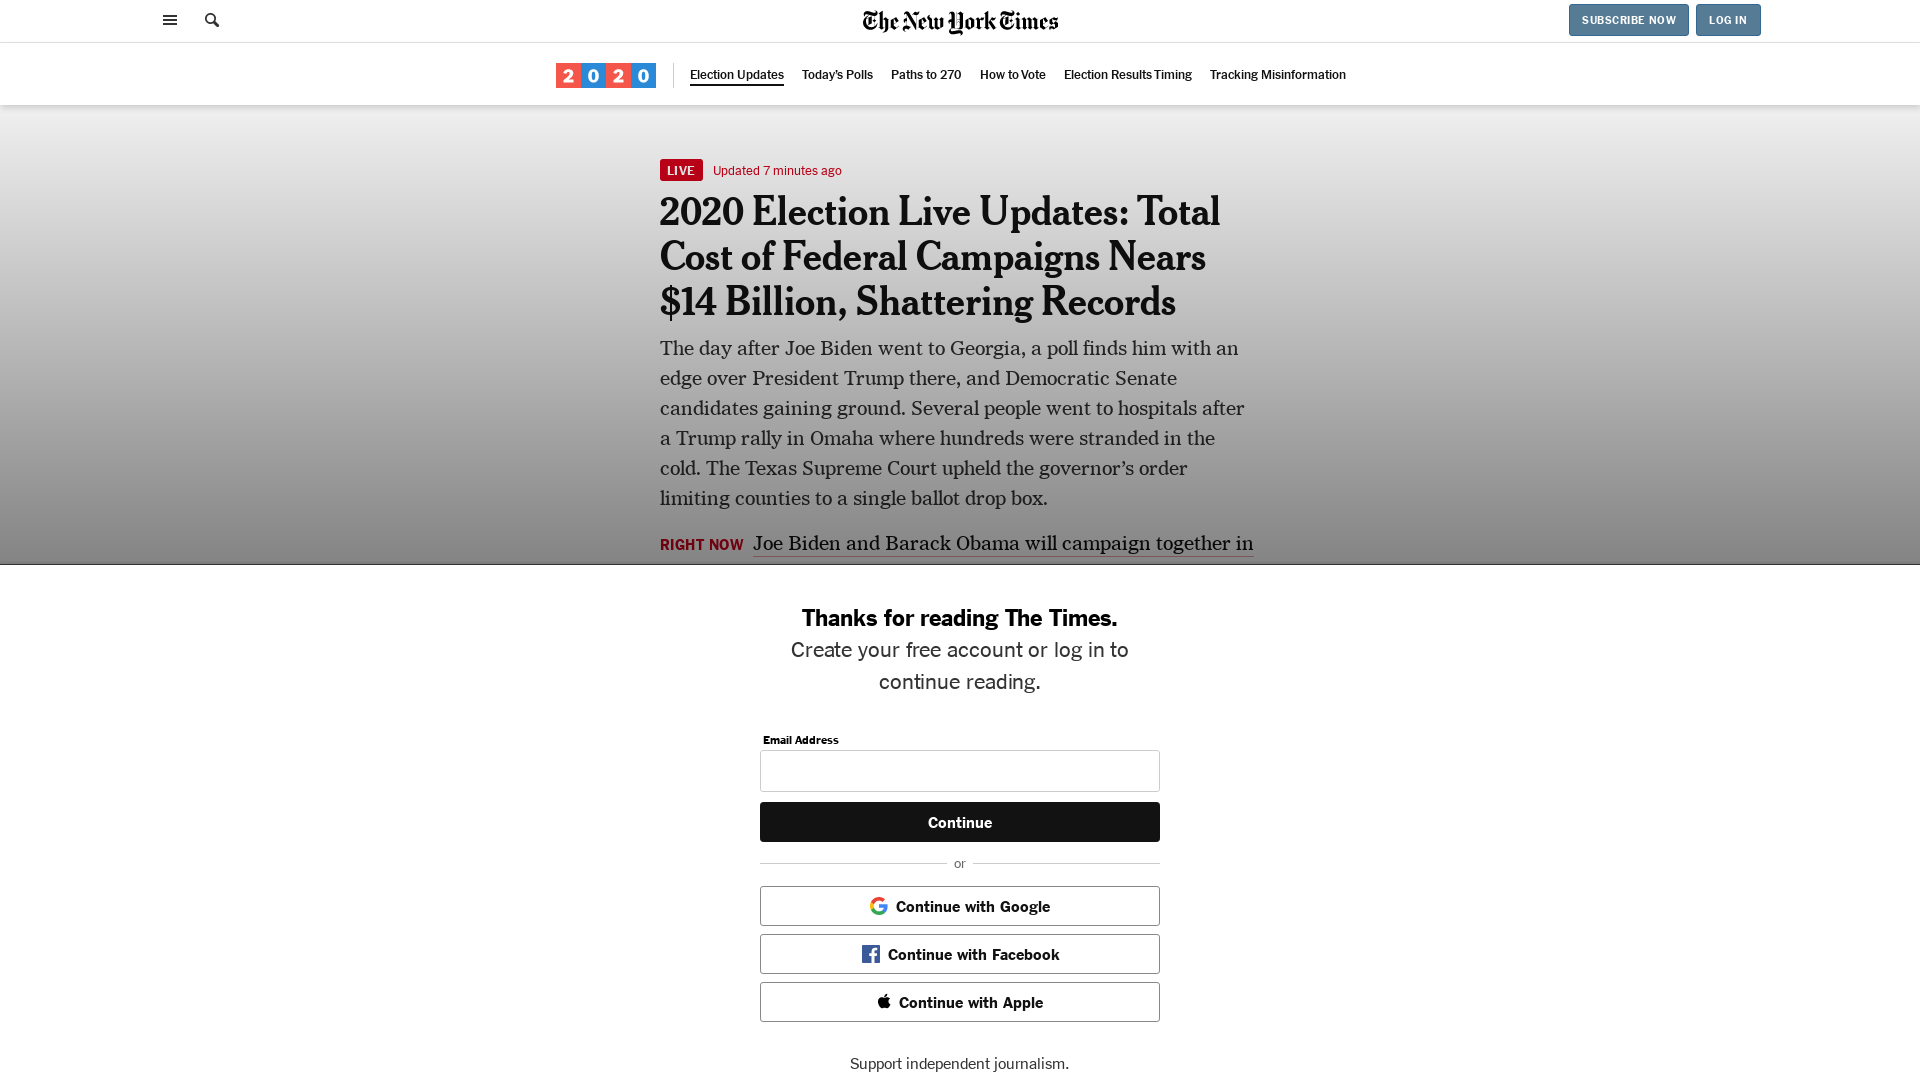 The New York Times
SUBSCRIBE NOW
LOG IN
2020
Election Updates
Today's Polls
Paths to 270
How to Vote
Election Results Timing
Tracking Misinformation
LIVE
Updated 7 minutes ago
2020 Election Live Updates: Total
Cost of Federal Campaigns Nears
$14 Billion, Shattering Records
The day after Joe Biden went to Georgia, a poll finds him with an
edge over President Trump there, and Democratic Senate
candidates gaining ground. Several people went to hospitals after
a Trump rally in Omaha where hundreds were stranded in the
cold. The Texas Supreme Court upheld the governor’s order
limiting counties to a single ballot drop box.
RIGHT NOW Joe Biden and Barack Obama will campaign together in
Thanks for reading The Times.
Create your free account or log in to
continue reading.
Email Address
Continue
or
Continue with Google
Continue with Facebook
Continue with Apple
Support independent journalism.